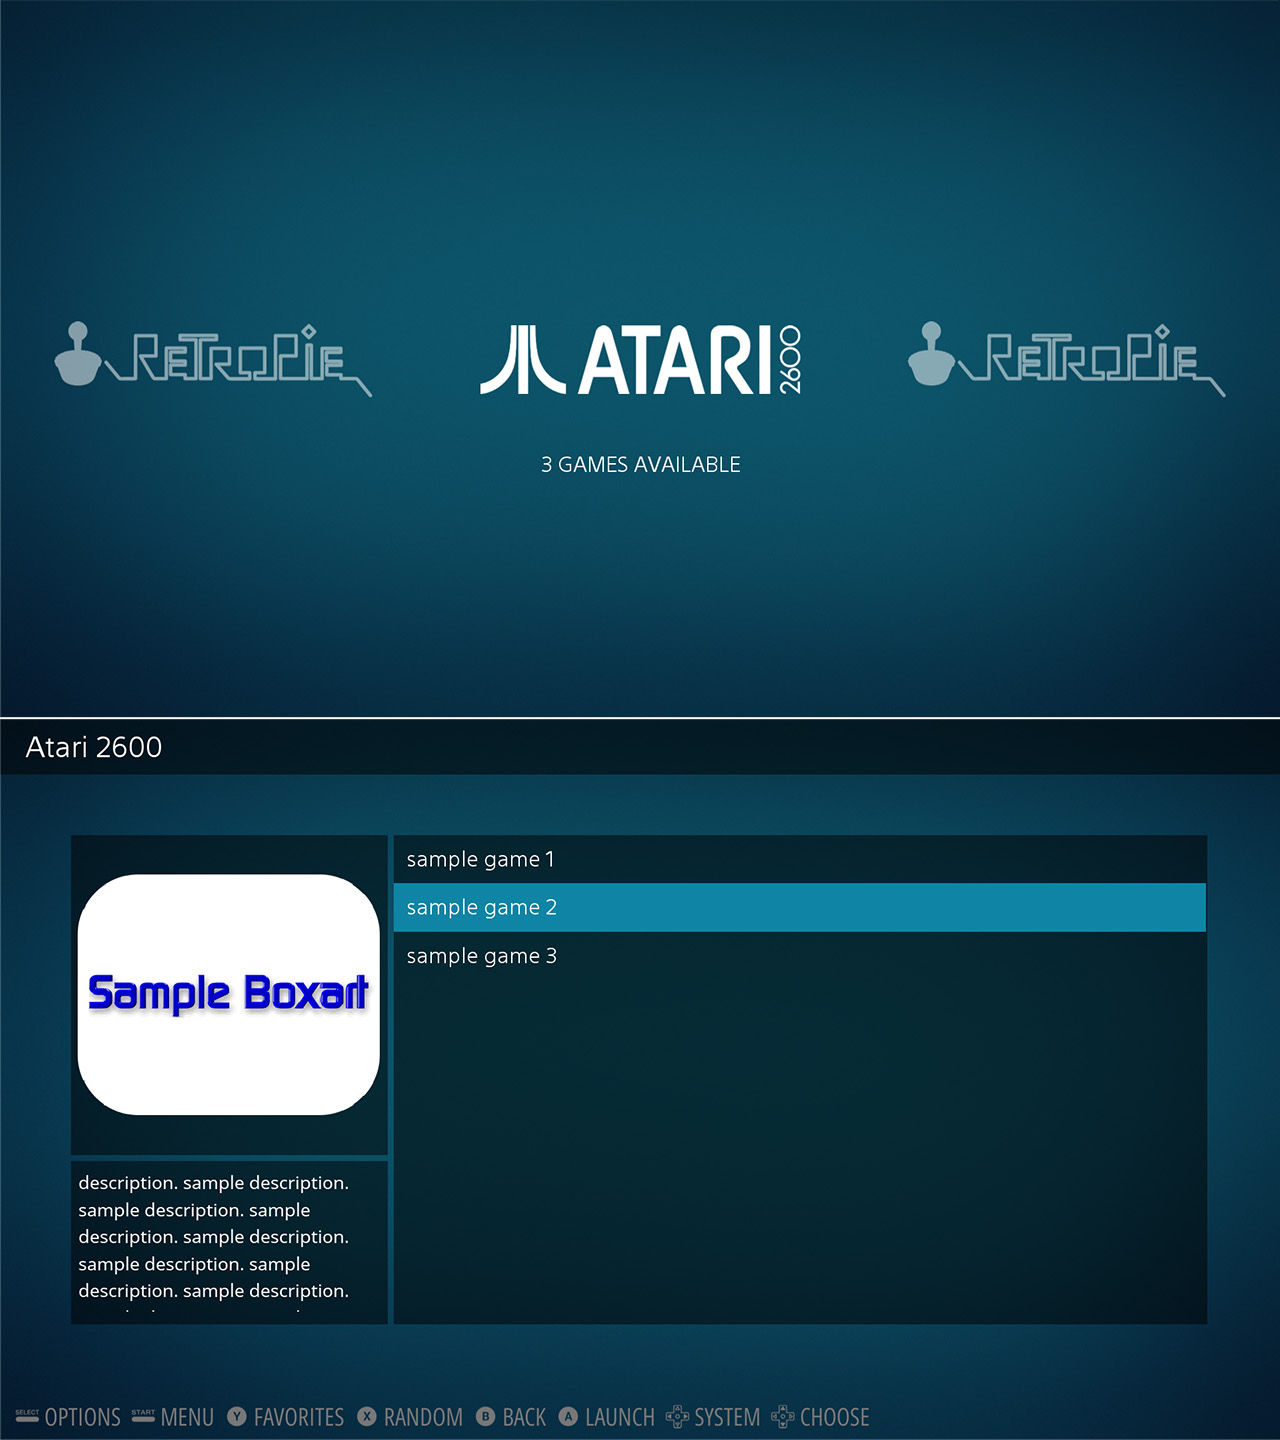 RETROPIE
ATARI 2600
RETROPIE
3 GAMES AVAILABLE
Atari 2600
sample game 1
sample game 2
sample game 3
Sample Boxart
description. sample description.
sample description. sample
description. sample description.
sample description. sample
description. sample description.
SELECT OPTIONS START MENU Y FAVORITES X RANDOM B BACK A LAUNCH SYSTEM CHOOSE